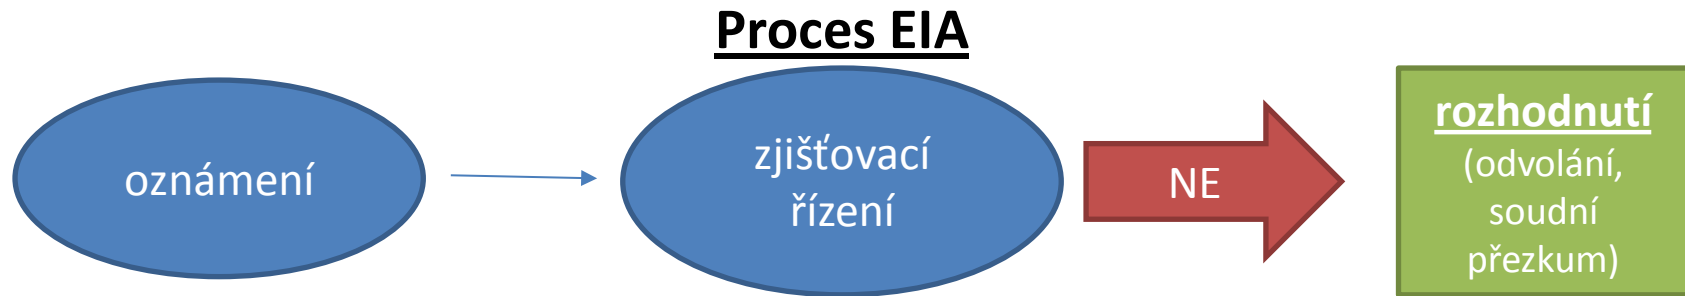 Proces EIA
oznámení
zjišťovací
řízení
NE
rozhodnutí
(odvolání,
soudní
přezkum)